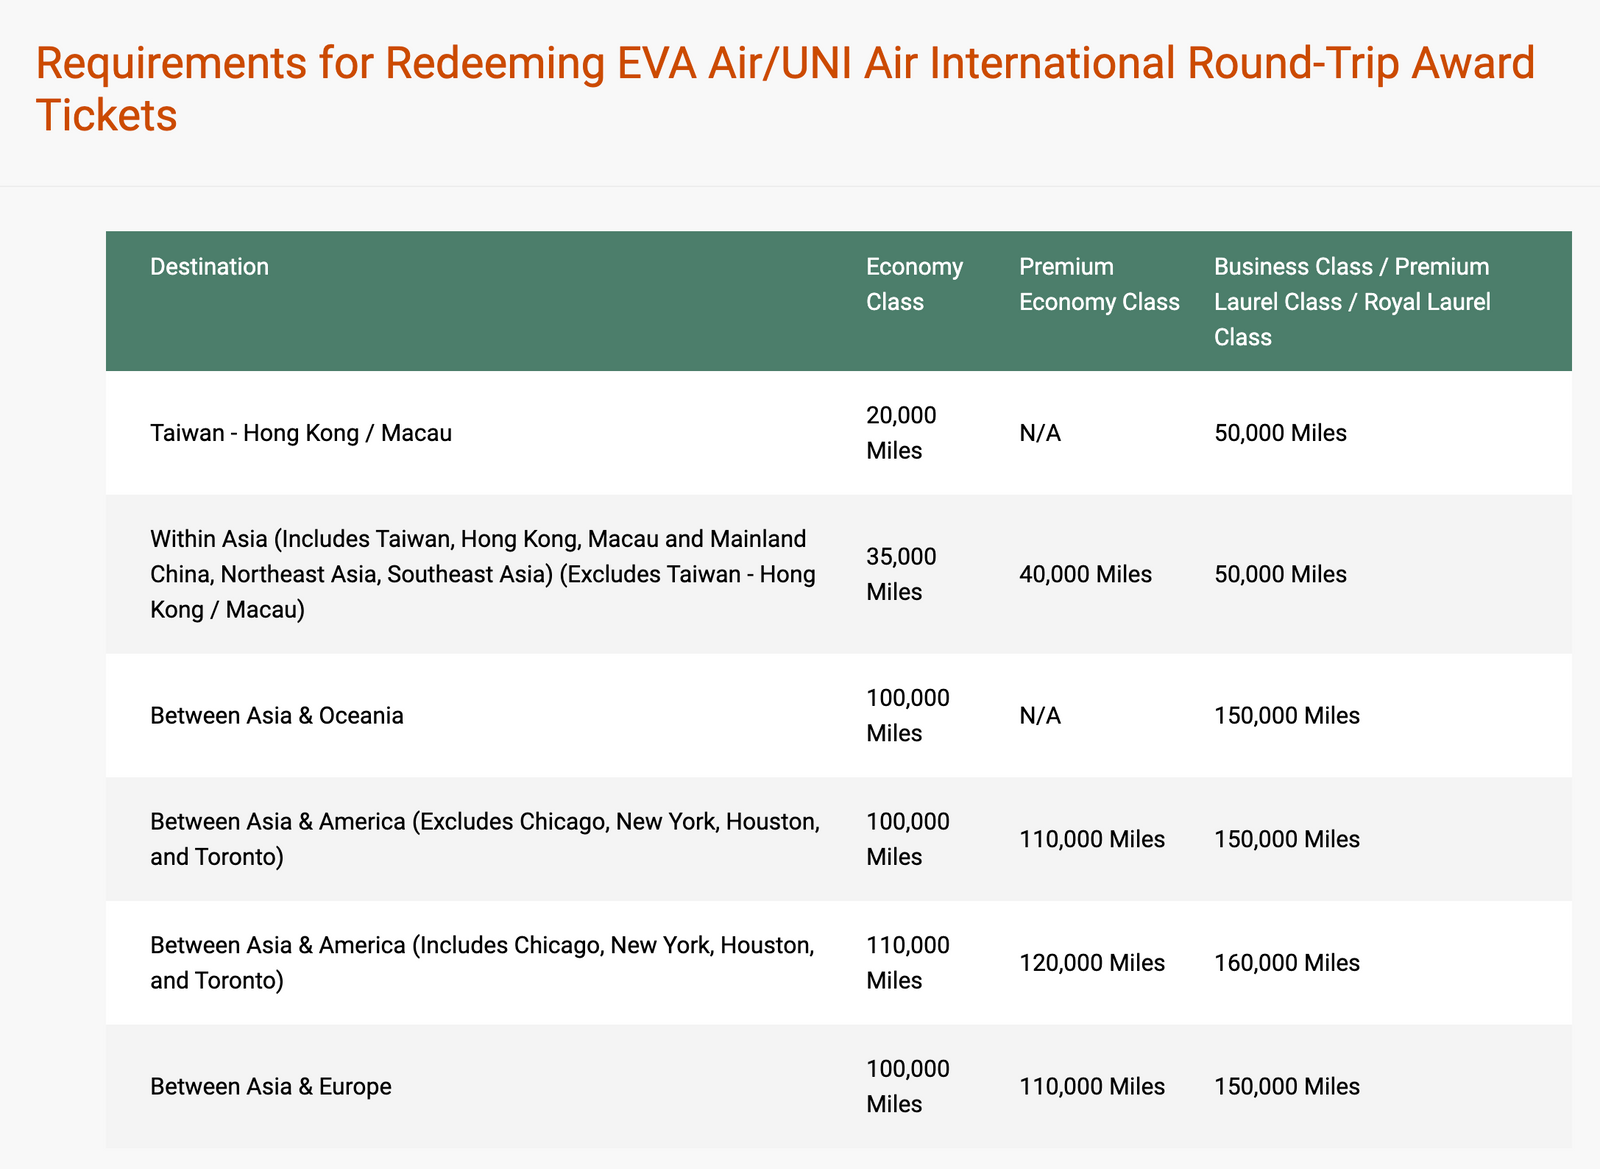 Requirements for Redeeming EVA Air/UNI Air International Round-Trip Award
Tickets
Destination
Economy
Class
Premium
Economy Class
Business Class / Premium
Laurel Class / Royal Laurel
Class
Taiwan - Hong Kong / Macau
20,000
Miles
N/A
50,000 Miles
Within Asia (Includes Taiwan, Hong Kong, Macau and Mainland
China, Northeast Asia, Southeast Asia) (Excludes Taiwan - Hong
Kong / Macau)
35,000
Miles
40,000 Miles
50,000 Miles
Between Asia & Oceania
100,000
Miles
N/A
150,000 Miles
Between Asia & America (Excludes Chicago, New York, Houston,
and Toronto)
100,000
Miles
110,000 Miles
150,000 Miles
Between Asia & America (Includes Chicago, New York, Houston,
and Toronto)
110,000
Miles
120,000 Miles
160,000 Miles
Between Asia & Europe
100,000
Miles
110,000 Miles
150,000 Miles